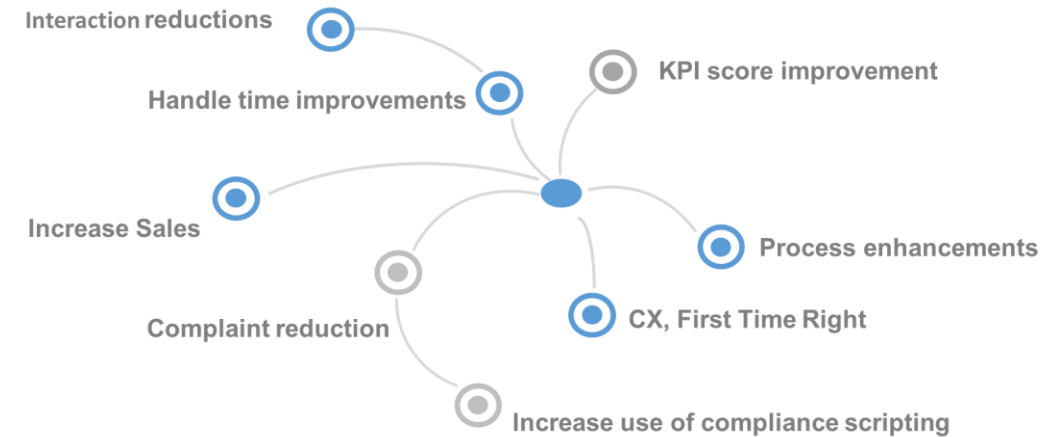 Interaction reductions
KPI score improvement
Handle time improvements
Increase Sales
Process enhancements
CX, First Time Right
Complaint reduction
Increase use of compliance scripting